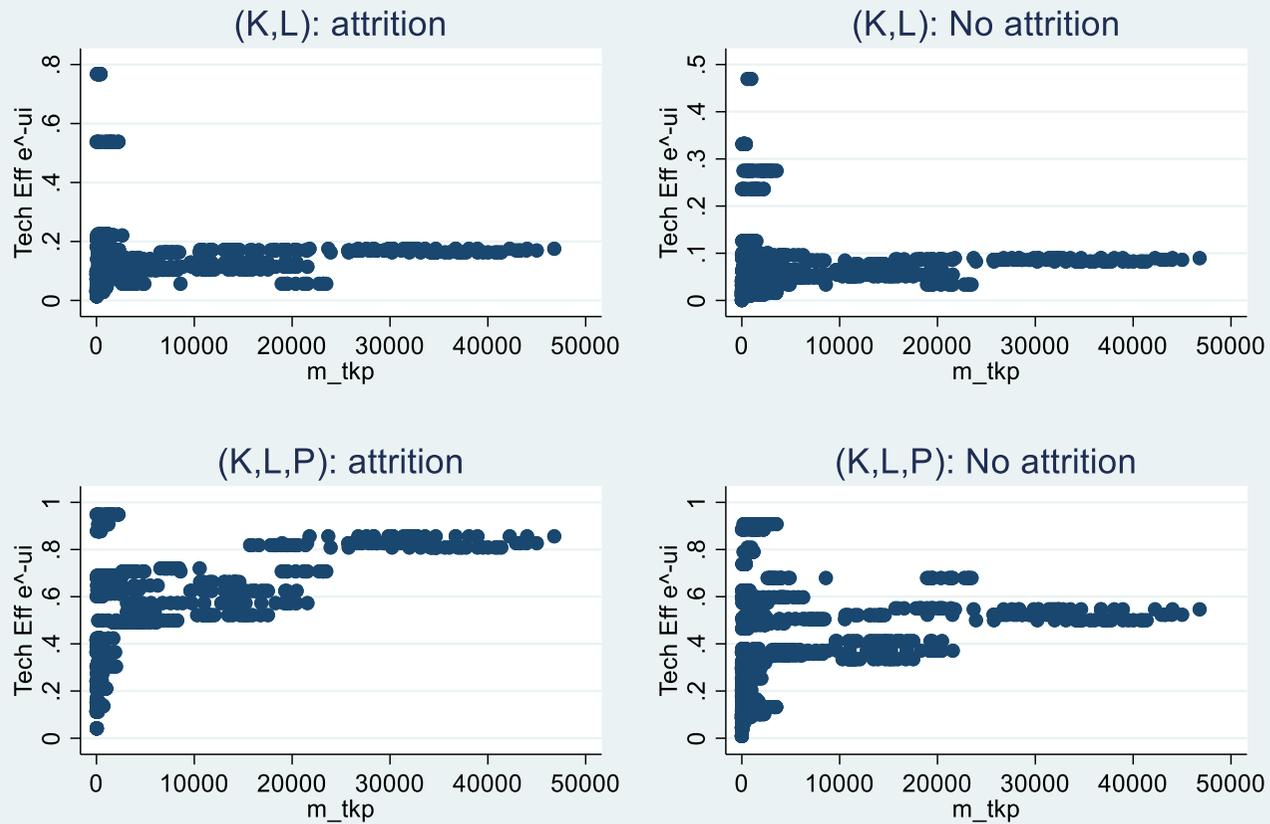 (K,L): attrition
Tech Eff e^-ui
.8
.6
.4
.2
0
0 10000 20000 30000 40000 50000
m_tkp
(K,L): No attrition
Tech Eff e^-ui
.5
.4
.3
.2
.1
0
0 10000 20000 30000 40000 50000
m_tkp
(K,L,P): attrition
Tech Eff e^-ui
1
.8
.6
.4
.2
0
0 10000 20000 30000 40000 50000
m_tkp
(K,L,P): No attrition
Tech Eff e^-ui
1
.8
.6
.4
.2
0
0 10000 20000 30000 40000 50000
m_tkp